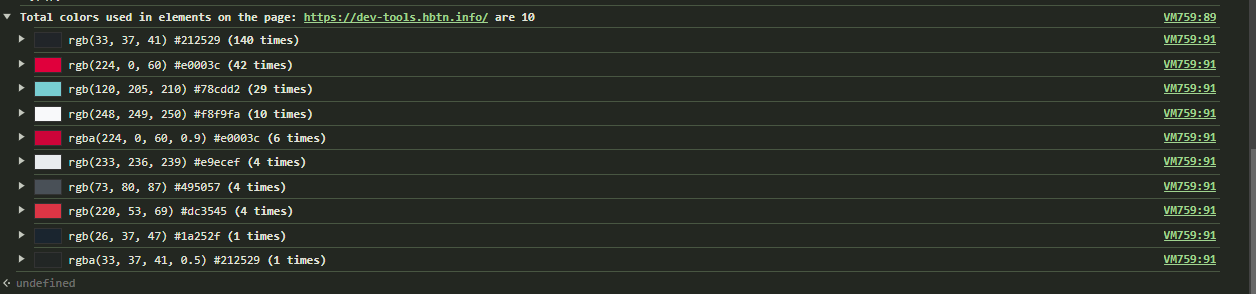 Total colors used in elements on the page: https://dev-tools.hbtn.info/ are 10 VM759:89
rgb(33, 37, 41) #212529 (140 times) VM759:91
rgb(224, 0, 60) #e0003c (42 times) VM759:91
rgb(120, 205, 210) #78cdd2 (29 times) VM759:91
rgb(248, 249, 250) #f8f9fa (10 times) VM759:91
rgba(224, 0, 60, 0.9) #e0003c (6 times) VM759:91
rgb(233, 236, 239) #e9ecef (4 times) VM759:91
rgb(73, 80, 87) #495057 (4 times) VM759:91
rgb(220, 53, 69) #dc3545 (4 times) VM759:91
rgb(26, 37, 47) #1a252f (1 times) VM759:91
rgba(33, 37, 41, 0.5) #212529 (1 times) VM759:91
undefined